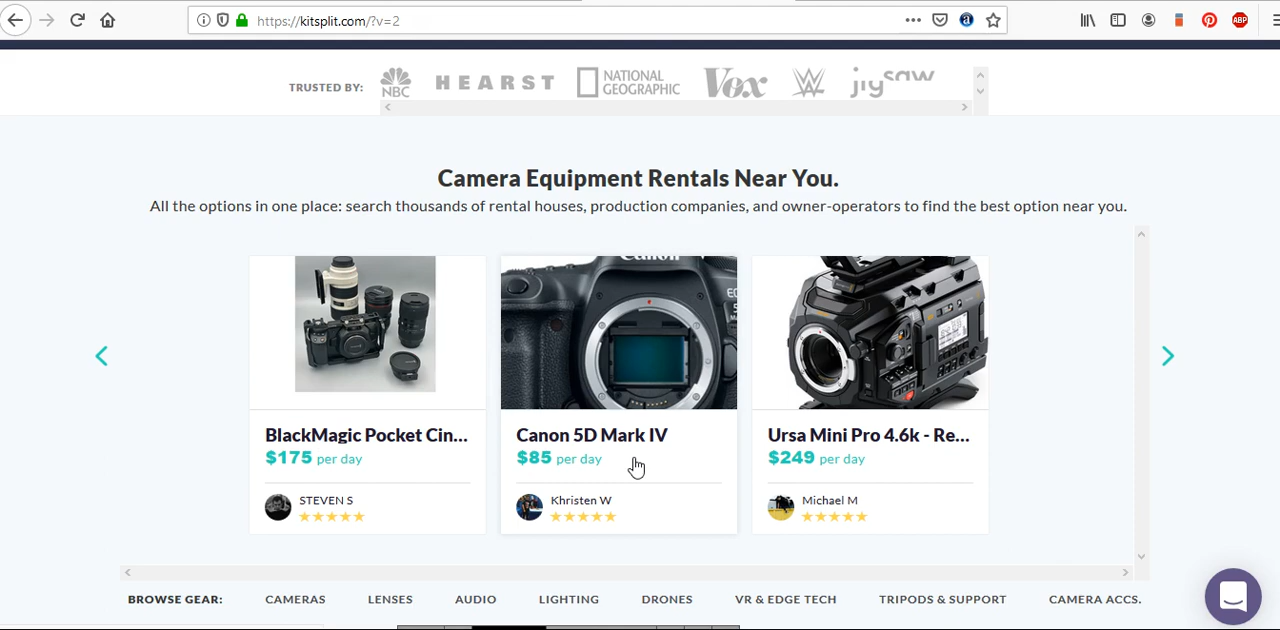 https://kitsplit.com/?v=2
ABP
TRUSTED BY:
NBC
HEARST
NATIONAL
GEOGRAPHIC
Vox
W
jigsaw
Camera Equipment Rentals Near You.
All the options in one place: search thousands of rental houses, production companies, and owner-operators to find the best option near you.
BlackMagic Pocket Cin...
$175 per day
STEVEN S
Canon 5D Mark IV
$85 per day
Khristen W
Ursa Mini Pro 4.6k - Re...
$249 per day
Michael M
BROWSE GEAR:
CAMERAS
LENSES
AUDIO
LIGHTING
DRONES
VR & EDGE TECH
TRIPODS & SUPPORT
CAMERA ACCS.